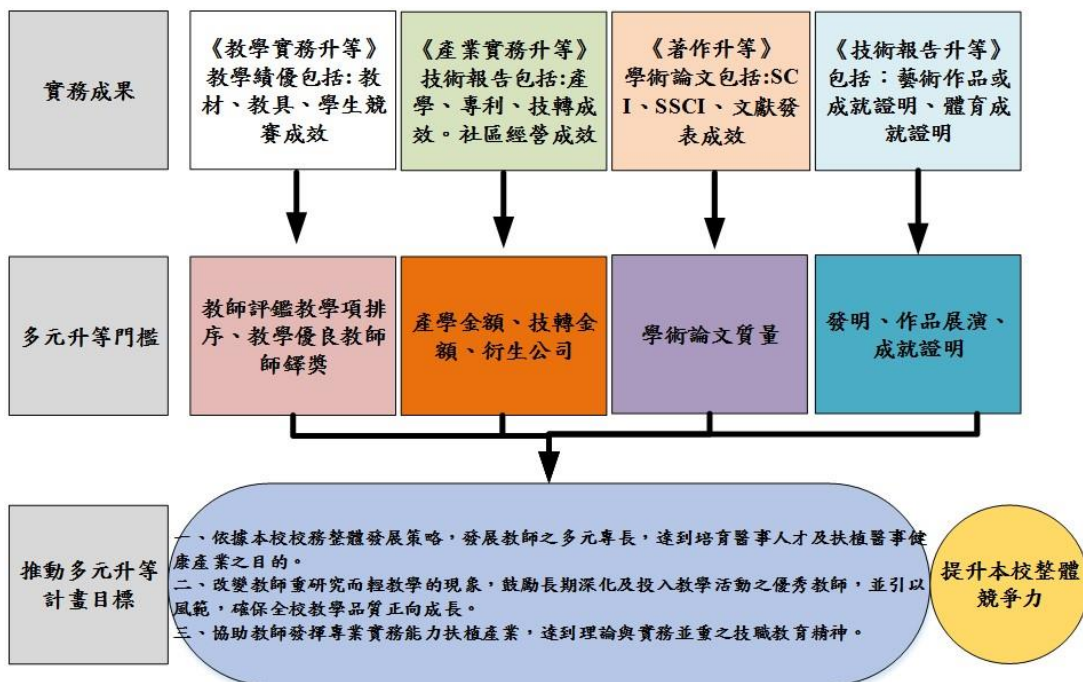 實務成果
《教學實務升等》
教學績優包括: 教
材、教具、學生競
賽成效
《產業實務升等》
技術報告包括:產
學、專利、技轉成
效。社區經營成效
《著作升等》
學術論文包括:SC
I、SSCI、文獻發
表成效
《技術報告升等》
包括：藝術作品或
成就證明、體育成
就證明
多元升等門檻
教師評鑑教學項排
序、教學優良教師
師鐸獎
產學金額、技轉金
額、衍生公司
學術論文質量
發明、作品展演、
成就證明
推動多元升等
計畫目標
一、依據本校校務整體發展策略，發展教師之多元專長，達到培育醫事人才及扶植醫事健
康產業之目的。
二、改變教師重研究而輕教學的現象，鼓勵長期深化及投入教學活動之優秀教師，並引以
風範，確保全校教學品質正向成長。
三、協助教師發揮專業實務能力扶植產業，達到理論與實務並重之技職教育精神。
提升本校整體
競爭力